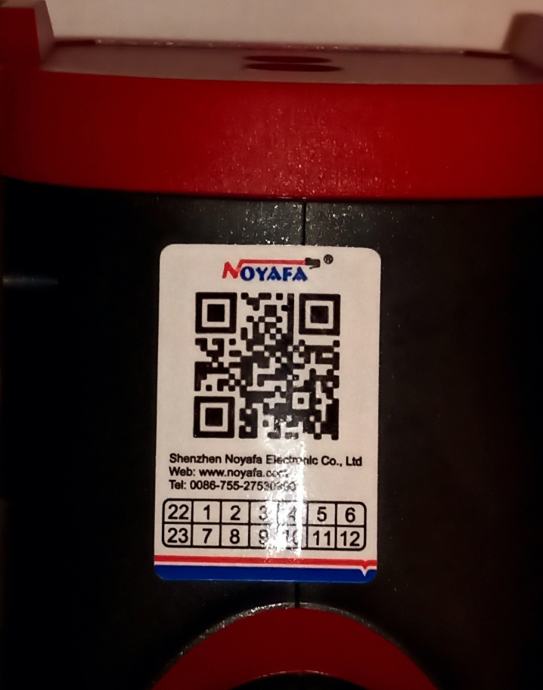 NOYAFA ®
Shenzhen Noyafa Electronic Co., Ltd
Web: www.noyafa.com
Tel: 0086-755-
22 1 2 3 4 5 6
23 7 8 9 10 11 12